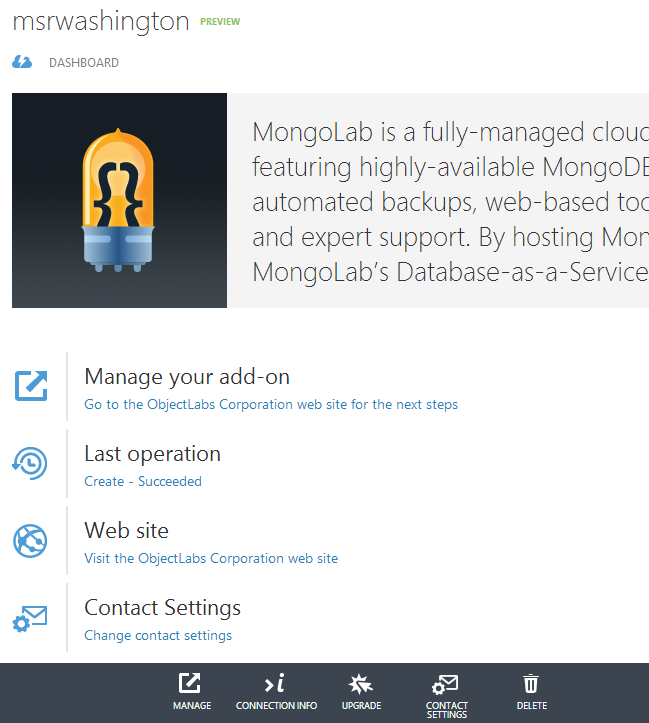 msrwashington PREVIEW
DASHBOARD
MongoLab is a fully-managed cloud
featuring highly-available MongoDB
automated backups, web-based too
and expert support. By hosting Mon
MongoLab's Database-as-a-Service
Manage your add-on
Go to the ObjectLabs Corporation web site for the next steps
Last operation
Create - Succeeded
Web site
Visit the ObjectLabs Corporation web site
Contact Settings
Change contact settings
MANAGE CONNECTION INFO UPGRADE CONTACT SETTINGS DELETE